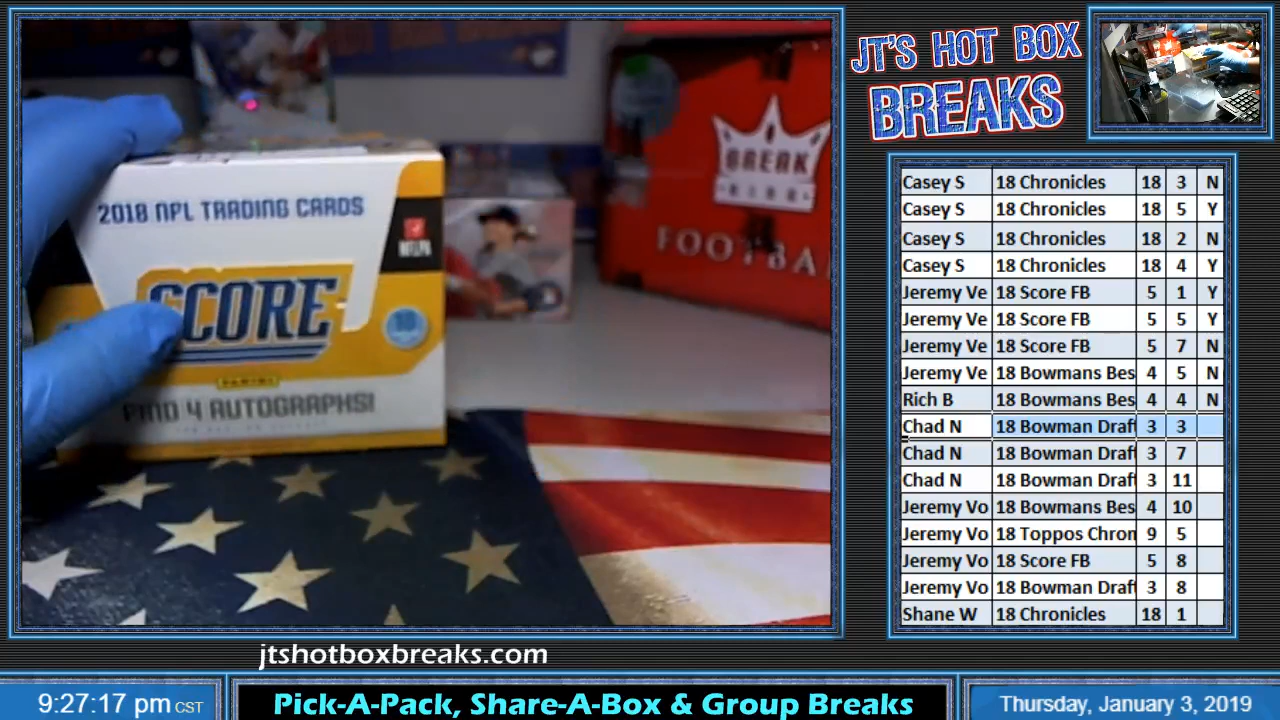 2018 NFL TRADING CARDS
NFLPA
SCORE
PANINI
FIND 4 AUTOGRAPHS!
BREAK
KING
FOOTBA
JT'S HOT BOX
BREAKS
Casey S 18 Chronicles 18 3 N
Casey S 18 Chronicles 18 5 Y
Casey S 18 Chronicles 18 2 N
Casey S 18 Chronicles 18 4 Y
Jeremy Ve 18 Score FB 5 1 Y
Jeremy Ve 18 Score FB 5 5 Y
Jeremy Ve 18 Score FB 5 7 N
Jeremy Ve 18 Bowmans Bes 4 5 N
Rich B 18 Bowmans Bes 4 4 N
Chad N 18 Bowman Draft 3 3
Chad N 18 Bowman Draft 3 7
Chad N 18 Bowman Draft 3 11
Jeremy Vo 18 Bowmans Bes 4 10
Jeremy Vo 18 Toppos Chron 9 5
Jeremy Vo 18 Score FB 5 8
Jeremy Vo 18 Bowman Draft 3 8
Shane W 18 Chronicles 18 1
jtshotboxbreaks.com
9:27:17 pm CST
Pick-A-Pack, Share-A-Box & Group Breaks
Thursday, January 3, 2019